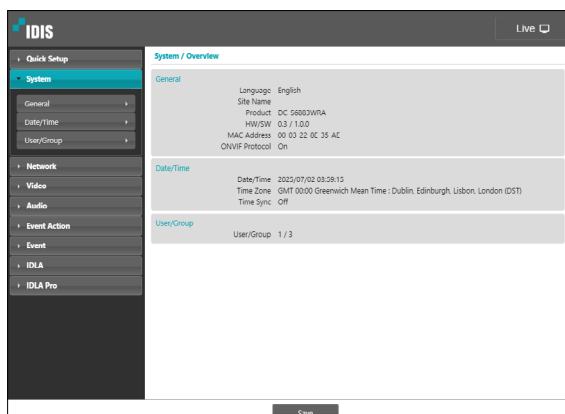 IDIS
Live
Quick Setup
System
General
Date/Time
User/Group
Network
Video
Audio
Event Action
Event
IDLA
IDLA Pro
System / Overview
General
Language English
Site Name
Product DC S6883WRA
HW/SW 0.3 / 1.0.0
MAC Address 00 03 22 0E 35 AE
ONVIF Protocol On
Date/Time
Date/Time 2025/07/02 03:59:15
Time Zone GMT 00:00 Greenwich Mean Time : Dublin, Edinburgh, Lisbon, London (DST)
Time Sync Off
User/Group
User/Group 1 / 3
Save